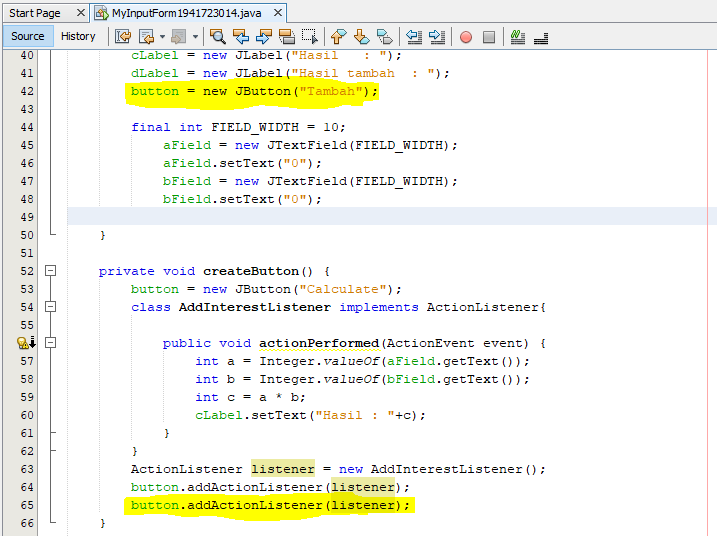 Start Page MyInputForm1941723014.java
Source History
40 cLabel = new JLabel("Hasil   : ");
41 dLabel = new JLabel("Hasil tambah  : ");
42 button = new JButton("Tambah");
43
44 final int FIELD_WIDTH = 10;
45 aField = new JTextField(FIELD_WIDTH);
46 aField.setText("0");
47 bField = new JTextField(FIELD_WIDTH);
48 bField.setText("0");
49
50 }
51
52 private void createButton() {
53 button = new JButton("Calculate");
54 class AddInterestListener implements ActionListener{
55
public void actionPerformed(ActionEvent event) {
57 int a = Integer.valueOf(aField.getText());
58 int b = Integer.valueOf(bField.getText());
59 int c = a * b;
60 cLabel.setText("Hasil : "+c);
61 }
62 }
63 ActionListener listener = new AddInterestListener();
64 button.addActionListener(listener);
65 button.addActionListener(listener);
66 }